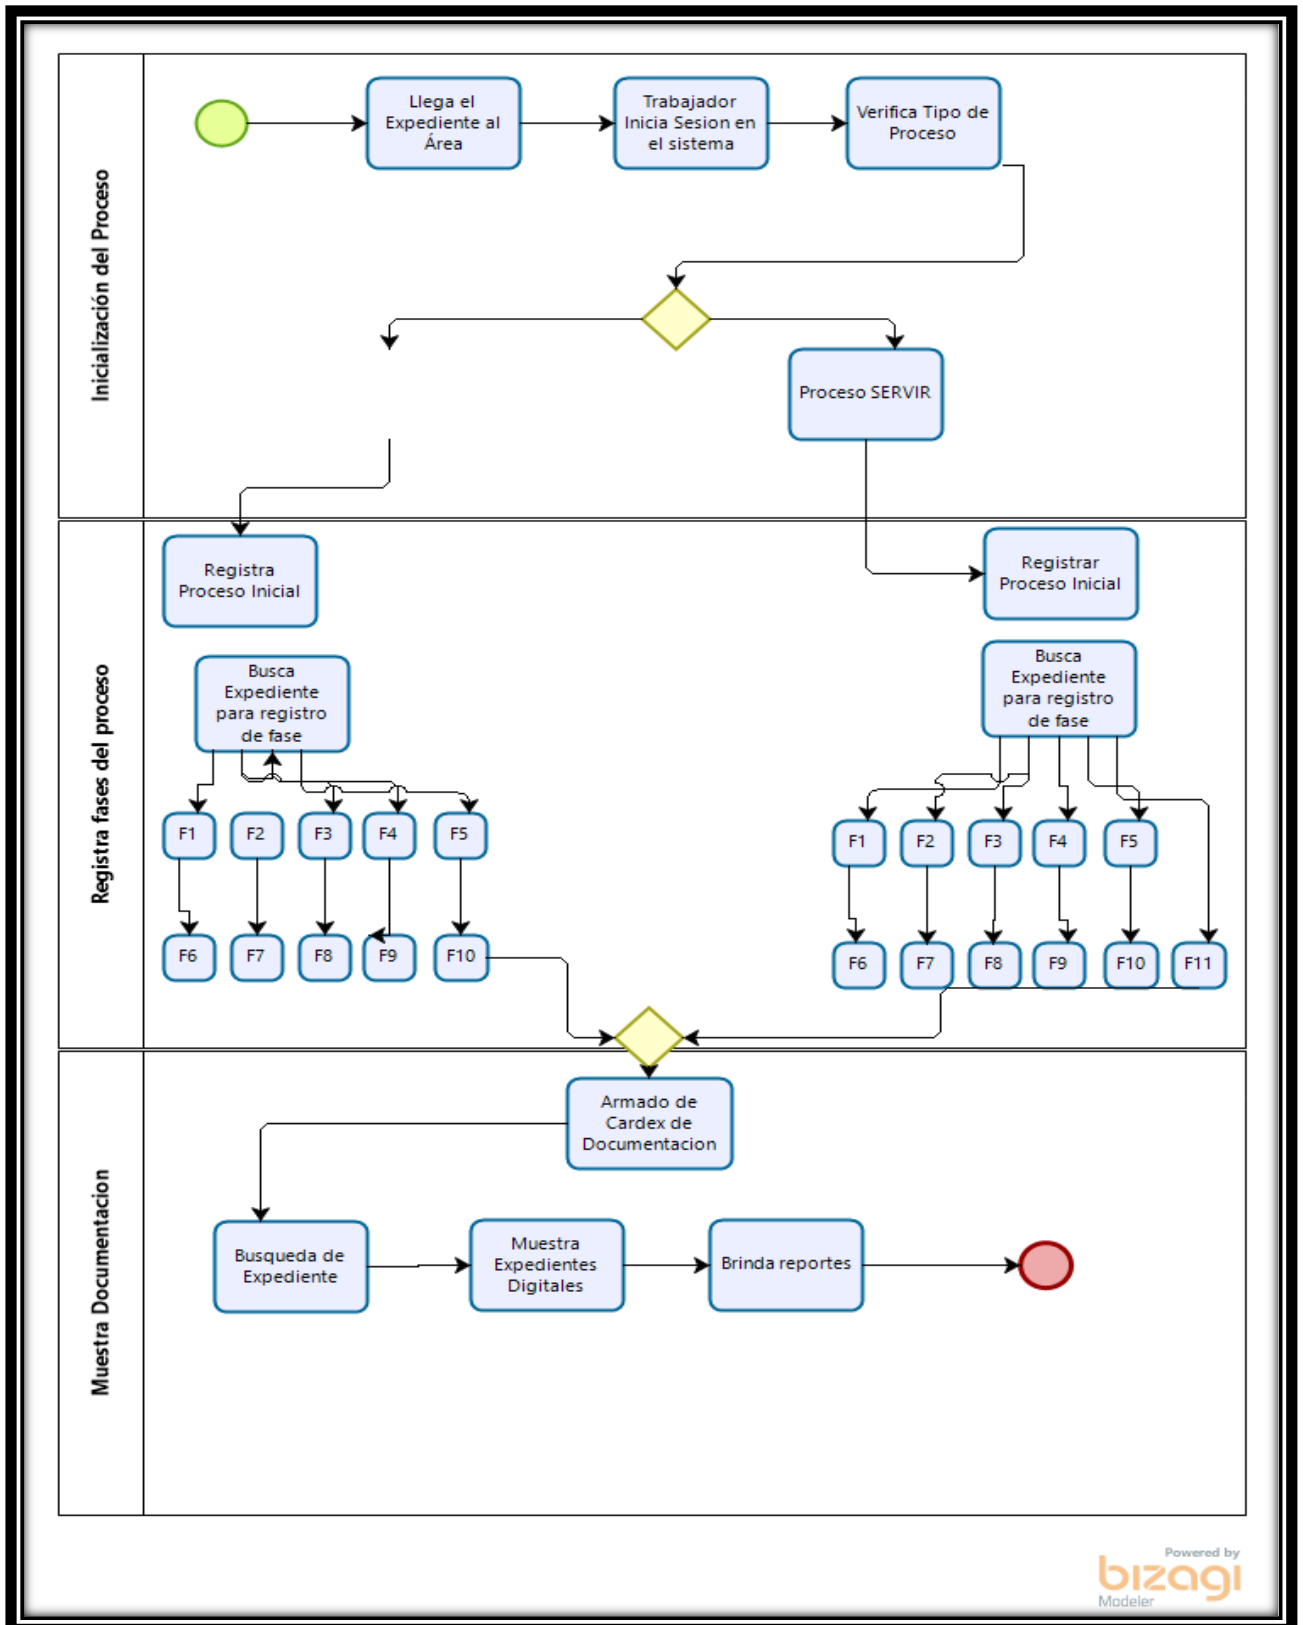 Inicialización del Proceso
Llega el
Expediente al
Área
Trabajador
Inicia Sesion en
el sistema
Verifica Tipo de
Proceso
Proceso SERVIR
Registra fases del proceso
Registra
Proceso Inicial
Registrar
Proceso Inicial
Busca
Expediente
para registro
de fase
Busca
Expediente
para registro
de fase
F1
F2
F3
F4
F5
F1
F2
F3
F4
F5
F6
F7
F8
F9
F10
F6
F7
F8
F9
F10
F11
Muestra Documentacion
Armado de
Cardex de
Documentacion
Busqueda de
Expediente
Muestra
Expedientes
Digitales
Brinda reportes
Powered by
bizagi
Modeler